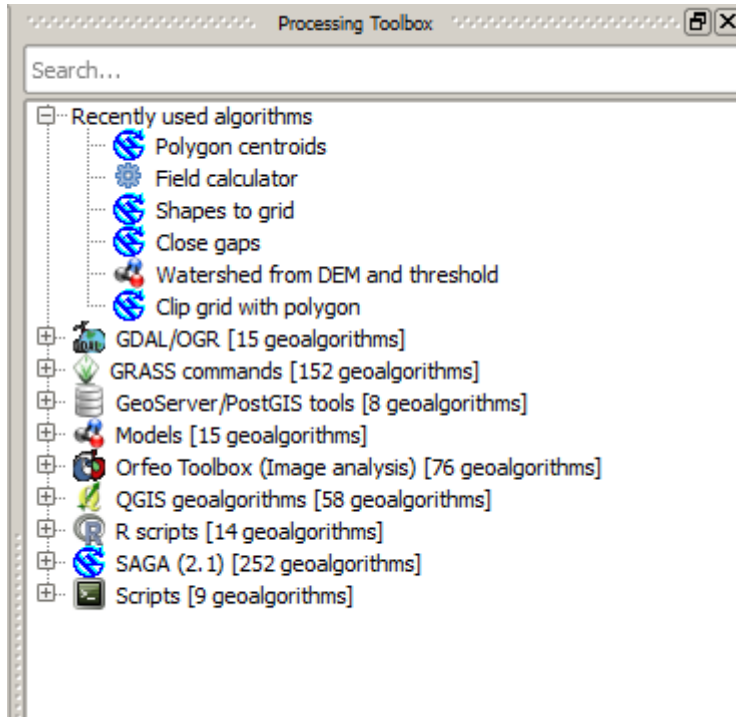 Processing Toolbox
Search...
Recently used algorithms
Polygon centroids
Field calculator
Shapes to grid
Close gaps
Watershed from DEM and threshold
Clip grid with polygon
GDAL/OGR [15 geoalgorithms]
GRASS commands [152 geoalgorithms]
GeoServer/PostGIS tools [8 geoalgorithms]
Models [15 geoalgorithms]
Orfeo Toolbox (Image analysis) [76 geoalgorithms]
QGIS geoalgorithms [58 geoalgorithms]
R scripts [14 geoalgorithms]
SAGA (2.1) [252 geoalgorithms]
Scripts [9 geoalgorithms]